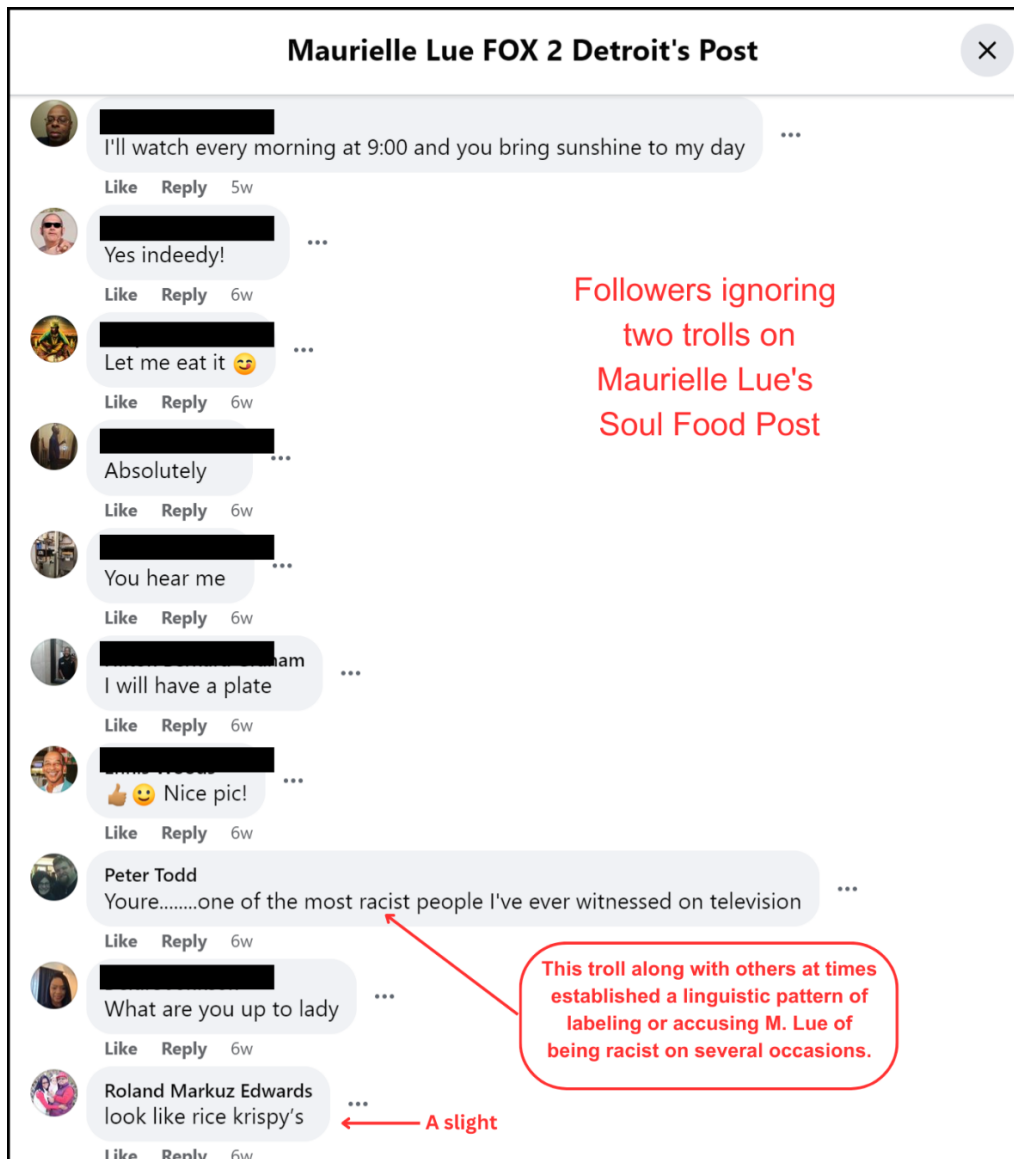 Maurielle Lue FOX 2 Detroit's Post
I'll watch every morning at 9:00 and you bring sunshine to my day
Like Reply 5w
Yes indeedy!
Like Reply 6w
Followers ignoring
two trolls on
Maurielle Lue's
Soul Food Post
Let me eat it 😋
Like Reply 6w
Absolutely
Like Reply 6w
You hear me
Like Reply 6w
I will have a plate
Like Reply 6w
👍🏽🙂 Nice pic!
Like Reply 6w
Peter Todd
Youre........one of the most racist people I've ever witnessed on television
Like Reply 6w
This troll along with others at times
established a linguistic pattern of
labeling or accusing M. Lue of
being racist on several occasions.
What are you up to lady
Like Reply 6w
Roland Markuz Edwards
look like rice krispy's
A slight
Like Reply 6w